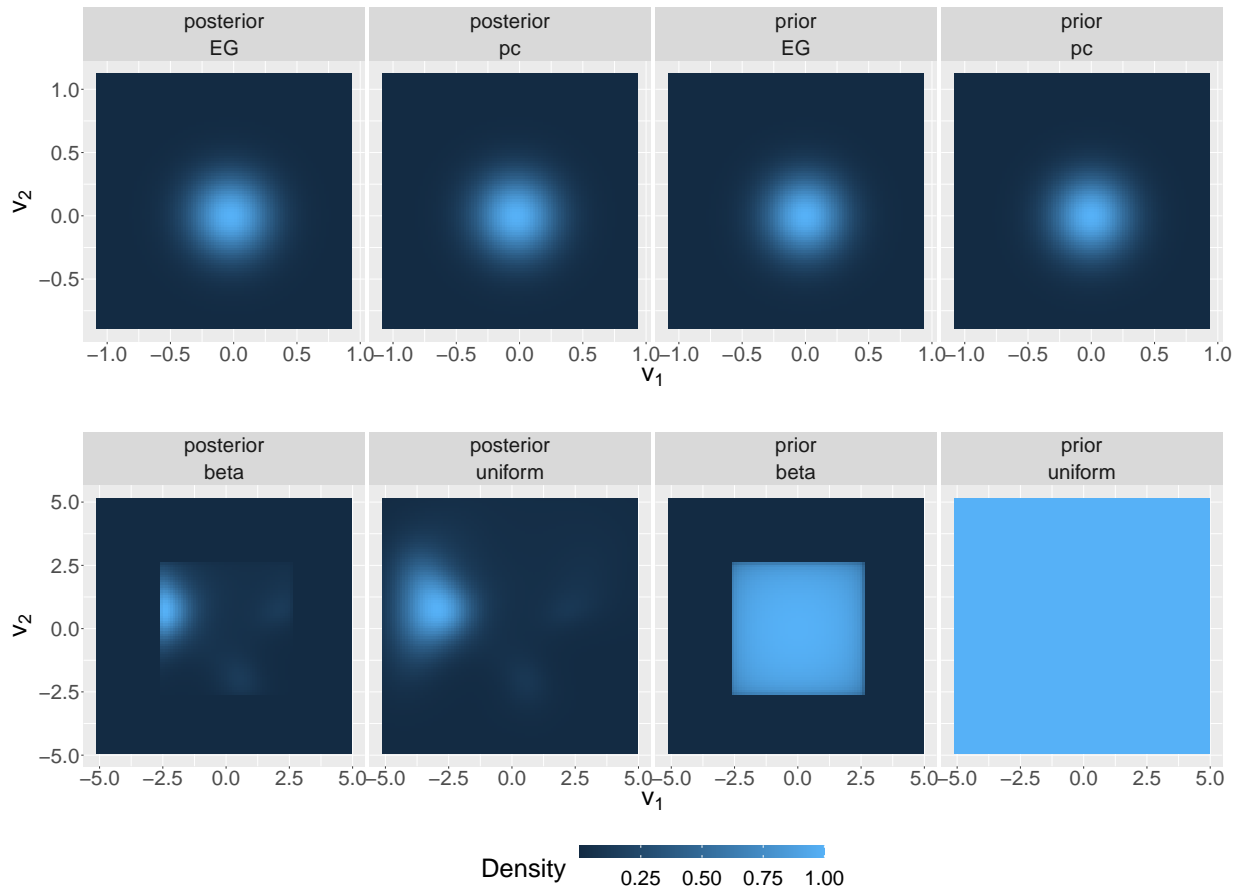 posterior posterior prior prior
EG pc EG pc
1.0
0.5
0.0
−0.5
v2
−1.0 −0.5 0.0 0.5 1.0 −1.0 −0.5 0.0 0.5 1.0 −1.0 −0.5 0.0 0.5 1.0 −1.0 −0.5 0.0 0.5 1.0
v1
posterior posterior prior prior
beta uniform beta uniform
5.0
2.5
0.0
−2.5
−5.0
v2
−5.0 −2.5 0.0 2.5 5.0 −5.0 −2.5 0.0 2.5 5.0 −5.0 −2.5 0.0 2.5 5.0 −5.0 −2.5 0.0 2.5 5.0
v1
Density
0.25 0.50 0.75 1.00